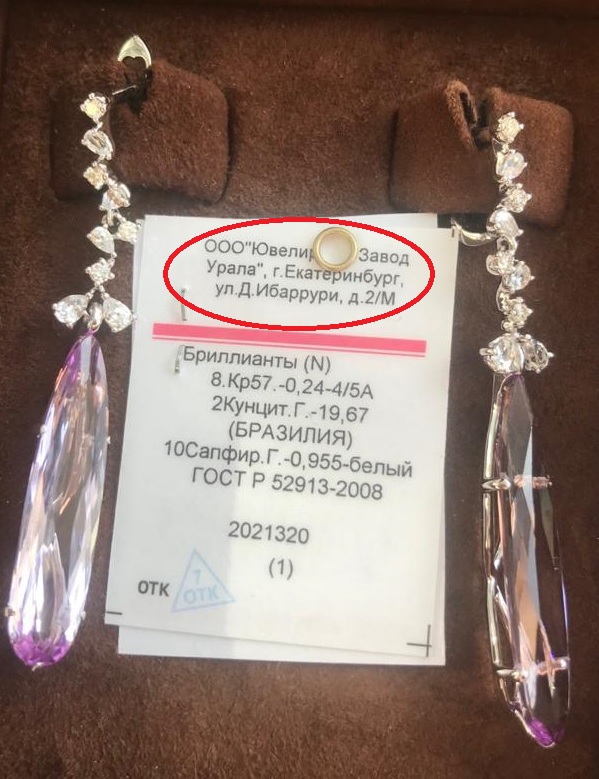 ООО"Ювелир Завод
Урала", г.Екатеринбург,
ул.Д.Ибаррури, д.2/М
Бриллианты (N)
8.Кр57.-0,24-4/5А
2Кунцит.Г.-19,67
(БРАЗИЛИЯ)
10Сапфир.Г.-0,955-белый
ГОСТ Р 52913-2008
2021320
(1)
ОТК
1
ОТК